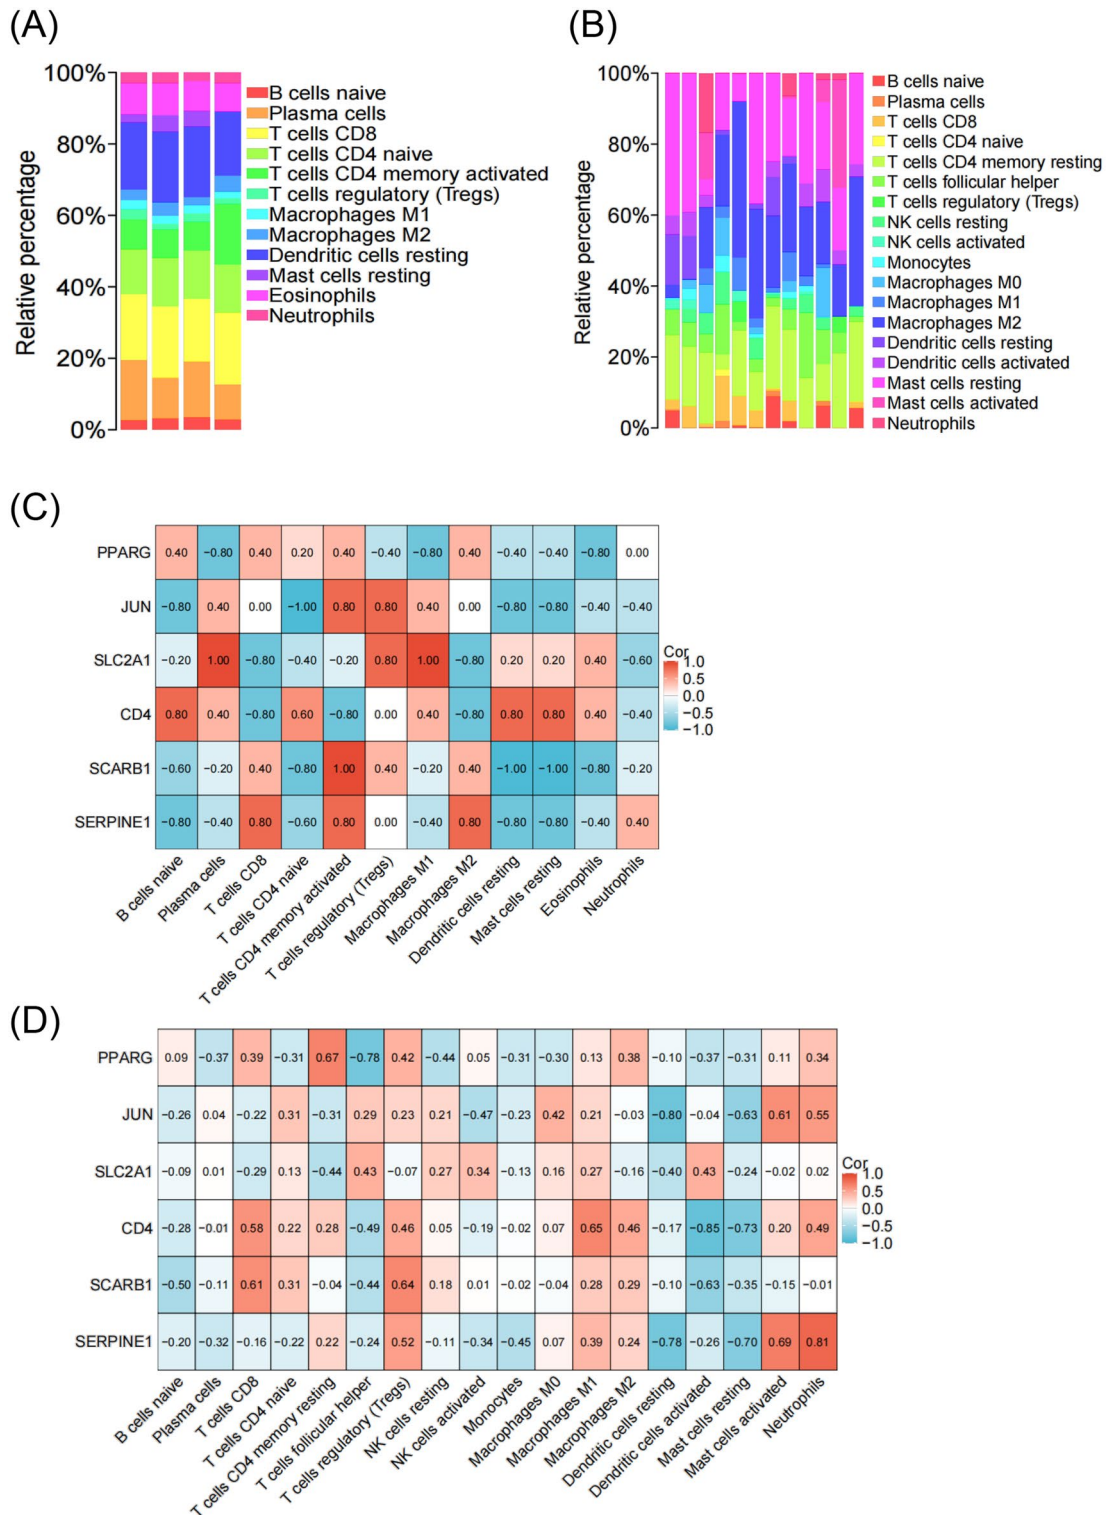 (A)
Relative percentage
100%
80%
60%
40%
20%
0%
B cells naive
Plasma cells
T cells CD8
T cells CD4 naive
T cells CD4 memory activated
T cells regulatory (Tregs)
Macrophages M1
Macrophages M2
Dendritic cells resting
Mast cells resting
Eosinophils
Neutrophils
(B)
Relative percentage
100%
80%
60%
40%
20%
0%
B cells naive
Plasma cells
T cells CD8
T cells CD4 naive
T cells CD4 memory resting
T cells follicular helper
T cells regulatory (Tregs)
NK cells resting
NK cells activated
Monocytes
Macrophages M0
Macrophages M1
Macrophages M2
Dendritic cells resting
Dendritic cells activated
Mast cells resting
Mast cells activated
Neutrophils
(C)
PPARG 0.40 −0.80 0.40 0.20 0.40 −0.40 −0.80 0.40 −0.40 −0.40 −0.80 0.00
JUN −0.80 0.40 0.00 −1.00 0.80 0.80 0.40 0.00 −0.80 −0.80 −0.40 −0.40
SLC2A1 −0.20 1.00 −0.80 −0.40 −0.20 0.80 1.00 −0.80 0.20 0.20 0.40 −0.60
CD4 0.80 0.40 −0.80 0.60 −0.80 0.00 0.40 −0.80 0.80 0.80 0.40 −0.40
SCARB1 −0.60 −0.20 0.40 −0.80 1.00 0.40 −0.20 0.40 −1.00 −1.00 −0.80 −0.20
SERPINE1 −0.80 −0.40 0.80 −0.60 0.80 0.00 −0.40 0.80 −0.80 −0.80 −0.40 0.40
B cells naive
Plasma cells
T cells CD8
T cells CD4 naive
T cells CD4 memory activated
T cells regulatory (Tregs)
Macrophages M1
Macrophages M2
Dendritic cells resting
Mast cells resting
Eosinophils
Neutrophils
Cor
1.0
0.5
0.0
−0.5
−1.0
(D)
PPARG 0.09 −0.37 0.39 −0.31 0.67 −0.78 0.42 −0.44 0.05 −0.31 −0.30 0.13 0.38 −0.10 −0.37 −0.31 0.11 0.34
JUN −0.26 0.04 −0.22 0.31 −0.31 0.29 0.23 0.21 −0.47 −0.23 0.42 0.21 −0.03 −0.80 −0.04 −0.63 0.61 0.55
SLC2A1 −0.09 0.01 −0.29 0.13 −0.44 0.43 −0.07 0.27 0.34 −0.13 0.16 0.27 −0.16 −0.40 0.43 −0.24 −0.02 0.02
CD4 −0.28 −0.01 0.58 0.22 0.28 −0.49 0.46 0.05 −0.19 −0.02 0.07 0.65 0.46 −0.17 −0.85 −0.73 0.20 0.49
SCARB1 −0.50 −0.11 0.61 0.31 −0.04 −0.44 0.64 0.18 0.01 −0.02 −0.04 0.28 0.29 −0.10 −0.63 −0.35 −0.15 −0.01
SERPINE1 −0.20 −0.32 −0.16 −0.22 0.22 −0.24 0.52 −0.11 −0.34 −0.45 0.07 0.39 0.24 −0.78 −0.26 −0.70 0.69 0.81
B cells naive
Plasma cells
T cells CD8
T cells CD4 naive
T cells CD4 memory resting
T cells follicular helper
T cells regulatory (Tregs)
NK cells resting
NK cells activated
Monocytes
Macrophages M0
Macrophages M1
Macrophages M2
Dendritic cells resting
Dendritic cells activated
Mast cells resting
Mast cells activated
Neutrophils
Cor
1.0
0.5
0.0
−0.5
−1.0